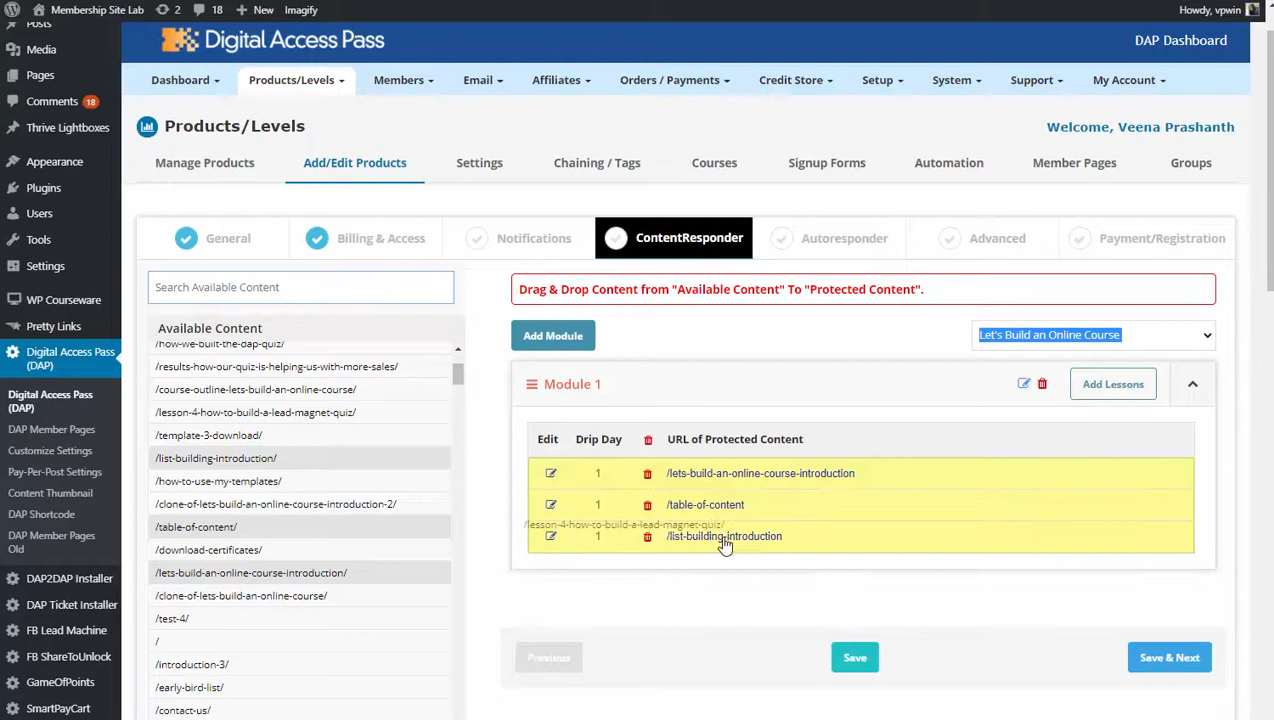 Membership Site Lab
2
18
New
Imagify
Howdy, vpwin
Posts
Media
Pages
Comments 18
Thrive Lightboxes
Appearance
Plugins
Users
Tools
Settings
WP Courseware
Pretty Links
Digital Access Pass
(DAP)
Digital Access Pass
(DAP)
DAP Member Pages
Customize Settings
Pay-Per-Post Settings
Content Thumbnail
DAP Shortcode
DAP Member Pages
Old
DAP2DAP Installer
DAP Ticket Installer
FB Lead Machine
FB ShareToUnlock
GameOfPoints
SmartPayCart
Digital Access Pass
DAP Dashboard
Dashboard
Products/Levels
Members
Email
Affiliates
Orders / Payments
Credit Store
Setup
System
Support
My Account
Products/Levels
Welcome, Veena Prashanth
Manage Products
Add/Edit Products
Settings
Chaining / Tags
Courses
Signup Forms
Automation
Member Pages
Groups
General
Billing & Access
Notifications
ContentResponder
Autoresponder
Advanced
Payment/Registration
Search Available Content
Available Content
/how-we-built-the-dap-quiz/
/results-how-our-quiz-is-helping-us-with-more-sales/
/course-outline-lets-build-an-online-course/
/lesson-4-how-to-build-a-lead-magnet-quiz/
/template-3-download/
/list-building-introduction/
/how-to-use-my-templates/
/clone-of-lets-build-an-online-course-introduction-2/
/table-of-content/
/download-certificates/
/lets-build-an-online-course-introduction/
/clone-of-lets-build-an-online-course/
/test-4/
/
/introduction-3/
/early-bird-list/
/contact-us/
Drag & Drop Content from "Available Content" To "Protected Content".
Add Module
Let's Build an Online Course
Module 1
Add Lessons
Edit
Drip Day
URL of Protected Content
1
/lets-build-an-online-course-introduction
1
/table-of-content
/lesson-4-how-to-build-a-lead-magnet-quiz/
1
/list-building-introduction
Previous
Save
Save & Next